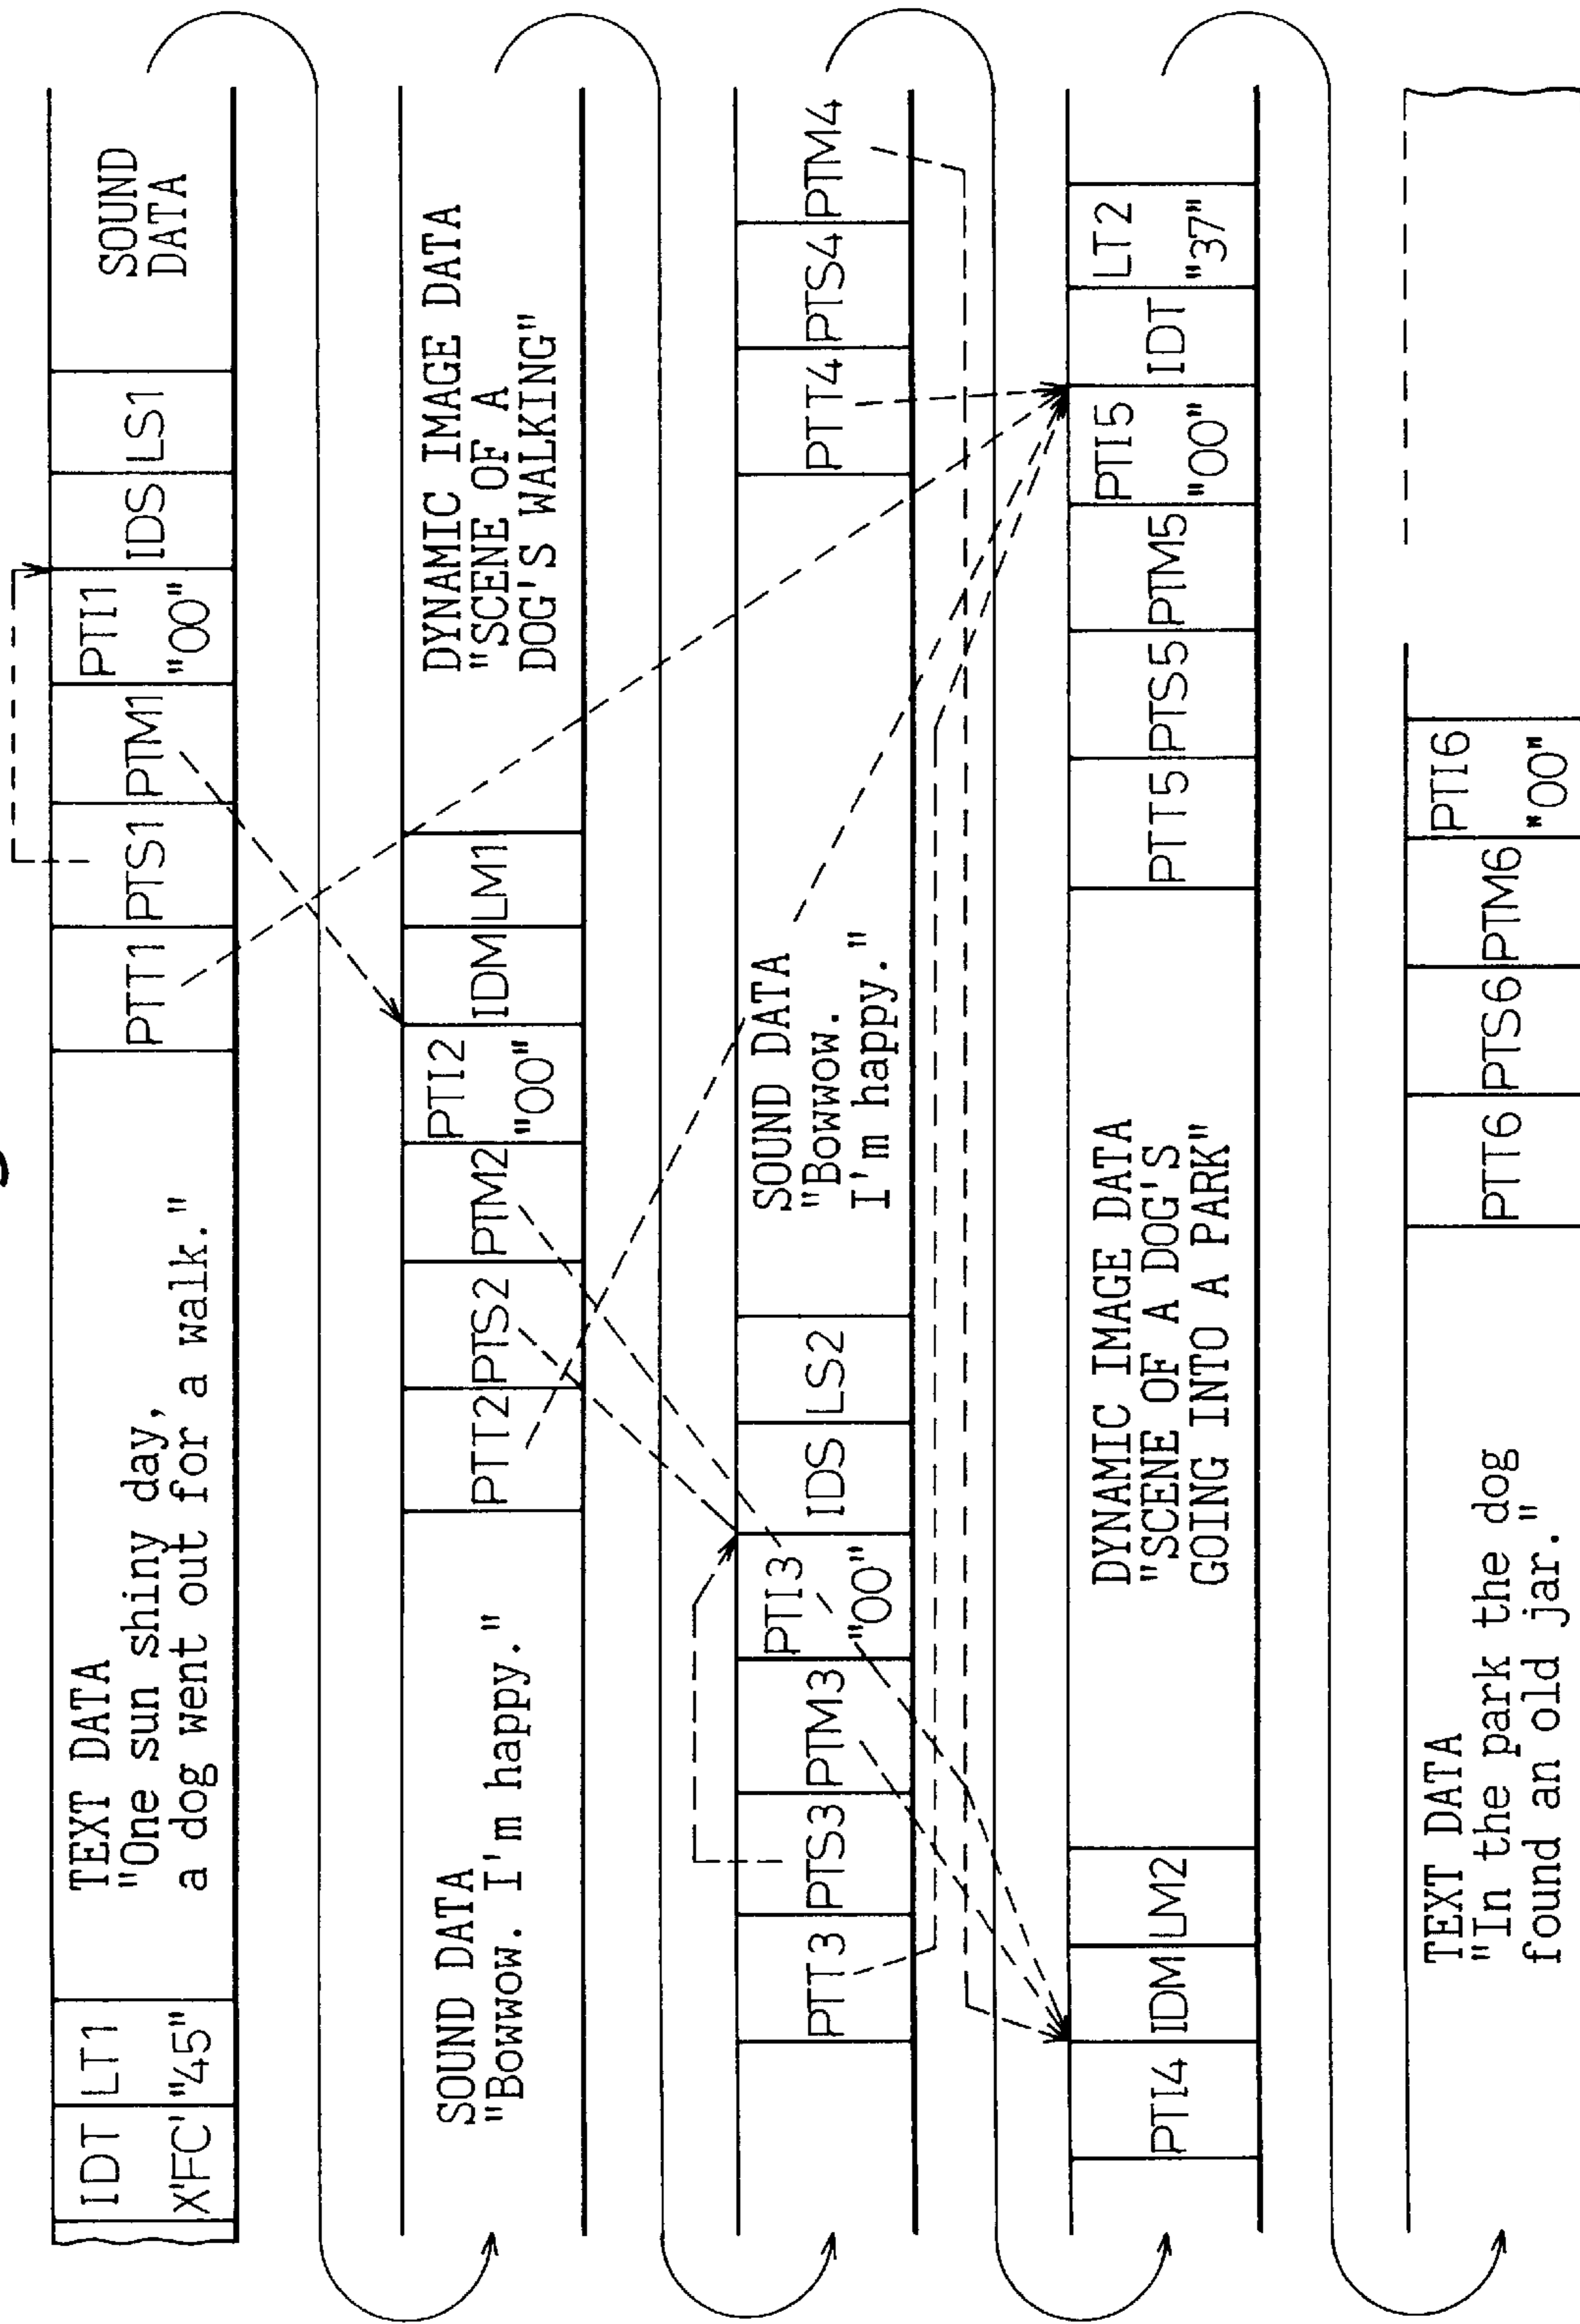 IDT
X'FC'
LT1
"45"
TEXT DATA
"One sun shiny day,
a dog went out for a walk."
PTT1
PTS1
PTM1
PTI1
"00"
IDS
LS1
SOUND
DATA
SOUND DATA
"Bowwow. I'm happy."
PTT2
PTS2
PTM2
PTI2
"00"
IDM
LM1
DYNAMIC IMAGE DATA
"SCENE OF A
DOG'S WALKING"
PTT3
PTS3
PTM3
PTI3
"00"
IDS
LS2
SOUND DATA
"Bowwow.
I'm happy."
PTT4
PTS4
PTM4
PTI4
IDM
LM2
DYNAMIC IMAGE DATA
"SCENE OF A DOG'S
GOING INTO A PARK"
PTT5
PTS5
PTM5
PTI5
"00"
IDT
LT2
"37"
TEXT DATA
"In the park the dog
found an old jar."
PTT6
PTS6
PTM6
PTI6
"00"